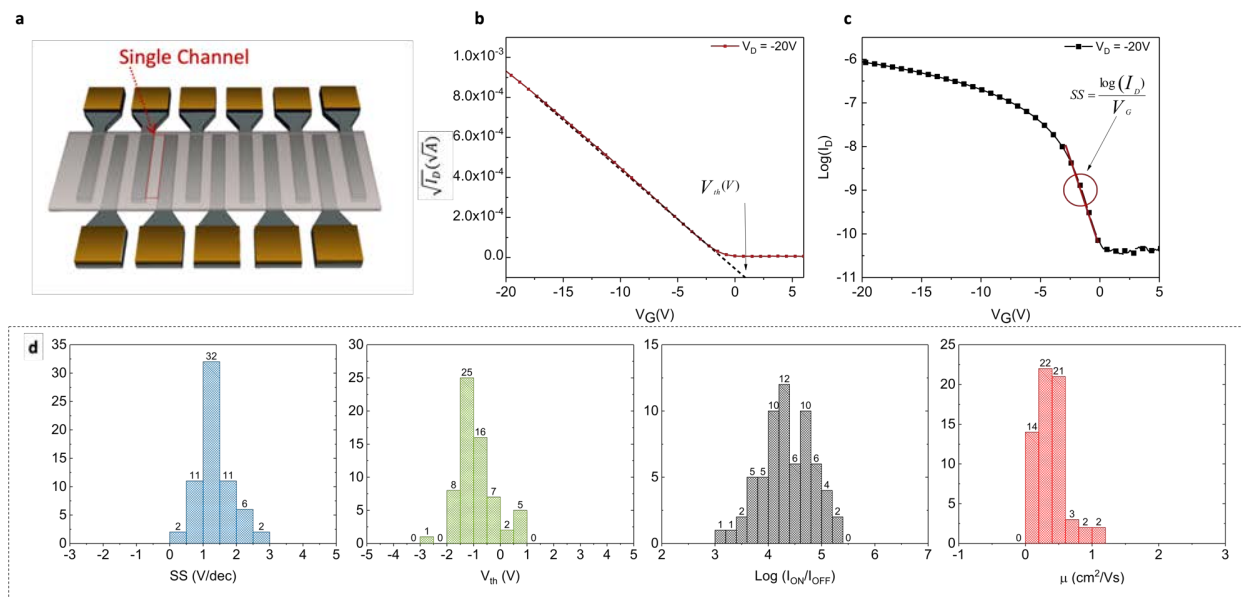 a
Single Channel
b
V_D = -20V
1.0x10^-3
8.0x10^-4
6.0x10^-4
4.0x10^-4
2.0x10^-4
0.0
√I_D(√A)
V_th(V)
-20 -15 -10 -5 0 5
V_G(V)
c
V_D = -20V
SS = log(I_D) / V_G
-6
-7
-8
-9
-10
-11
Log(I_D)
-20 -15 -10 -5 0 5
V_G(V)
d
35
30
25
20
15
10
5
0
2 11 32 11 6 2
-3 -2 -1 0 1 2 3 4 5
SS (V/dec)
30
25
20
15
10
5
0
0 1 0 8 25 16 7 2 5 0
-5 -4 -3 -2 -1 0 1 2 3 4 5
V_th (V)
15
10
5
0
1 1 2 5 5 10 12 6 10 6 4 2 0
2 3 4 5 6 7
Log (I_ON/I_OFF)
25
20
15
10
5
0
0 14 22 21 3 2 2
-1 0 1 2 3
μ (cm²/Vs)